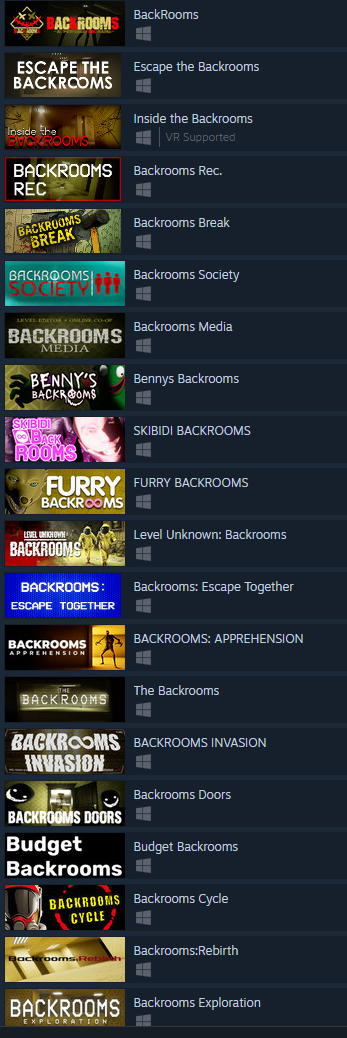 BACKROOMS
BackRooms
ESCAPE THE
BACKROOMS
Escape the Backrooms
Inside the
BACKROOMS
Inside the Backrooms
VR Supported
BACKROOMS
REC
Backrooms Rec.
BACKROOMS
BREAK
Backrooms Break
BACKROOMS
SOCIETY
Backrooms Society
LEVEL EDITOR + ONLINE CO-OP
BACKROOMS
MEDIA
Backrooms Media
BENNY'S
BACKROOMS
Bennys Backrooms
SKIBIDI
BACK
ROOMS
SKIBIDI BACKROOMS
FURRY
BACKROOMS
FURRY BACKROOMS
LEVEL UNKNOWN:
BACKROOMS
Level Unknown: Backrooms
BACKROOMS:
ESCAPE TOGETHER
Backrooms: Escape Together
BACKROOMS
APPREHENSION
BACKROOMS: APPREHENSION
THE
BACKROOMS
The Backrooms
BACKROOMS
INVASION
BACKROOMS INVASION
BACKROOMS DOORS
Backrooms Doors
Budget
Backrooms
Budget Backrooms
BACKROOMS
CYCLE
Backrooms Cycle
Backrooms:Rebirth
Backrooms:Rebirth
BACKROOMS
EXPLORATION
Backrooms Exploration